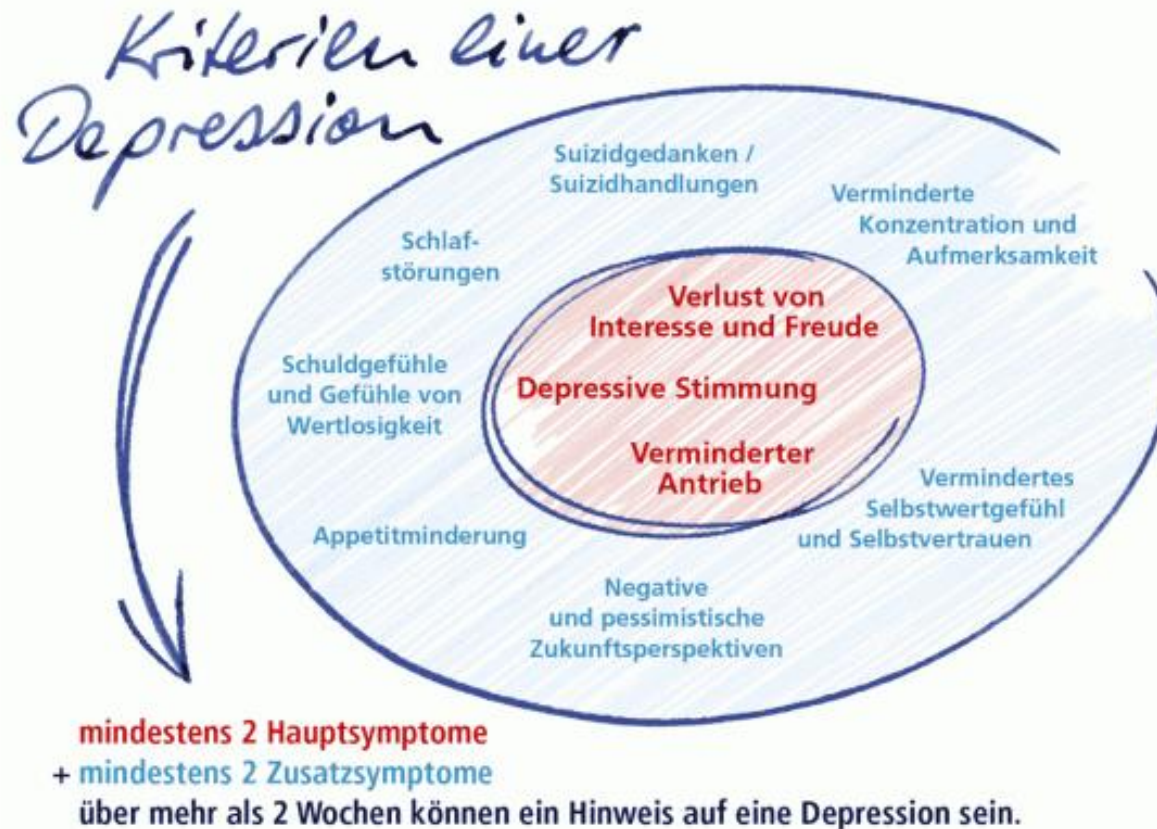 Kriterien einer
Depression
Suizidgedanken /
Suizidhandlungen
Verminderte
Konzentration und
Aufmerksamkeit
Schlaf-
störungen
Verlust von
Interesse und Freude
Schuldgefühle
und Gefühle von
Wertlosigkeit
Depressive Stimmung
Verminderter
Antrieb
Vermindertes
Selbstwertgefühl
und Selbstvertrauen
Appetitminderung
Negative
und pessimistische
Zukunftsperspektiven
mindestens 2 Hauptsymptome
+ mindestens 2 Zusatzsymptome
über mehr als 2 Wochen können ein Hinweis auf eine Depression sein.